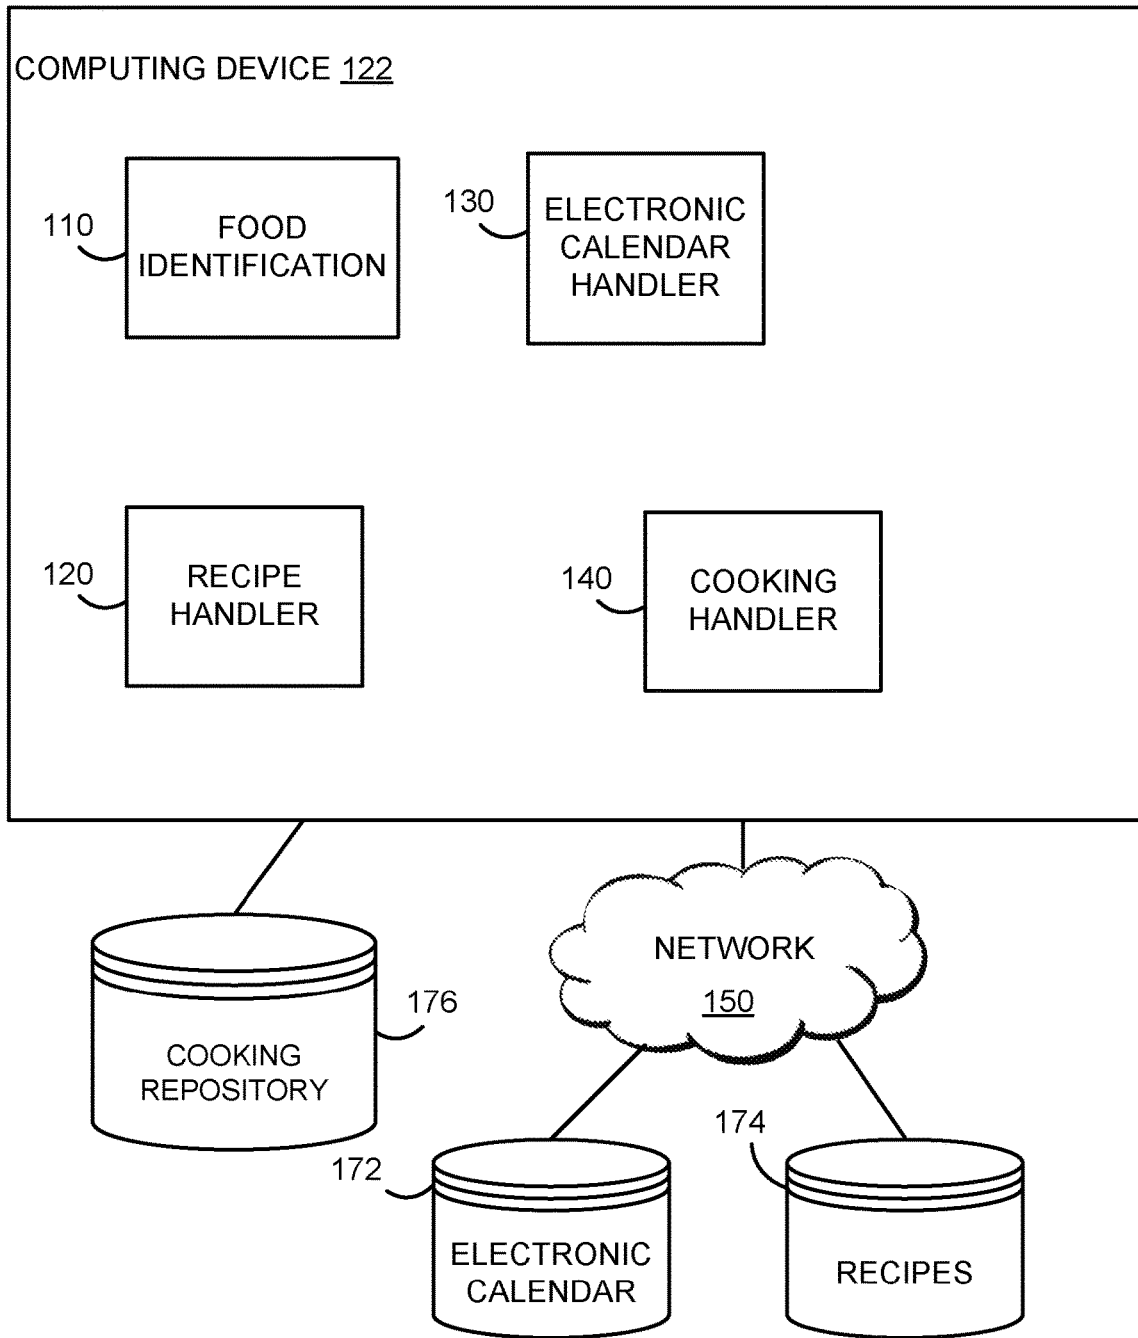 COMPUTING DEVICE 122
110
FOOD
IDENTIFICATION
130
ELECTRONIC
CALENDAR
HANDLER
120
RECIPE
HANDLER
140
COOKING
HANDLER
NETWORK
150
176
COOKING
REPOSITORY
172
ELECTRONIC
CALENDAR
174
RECIPES